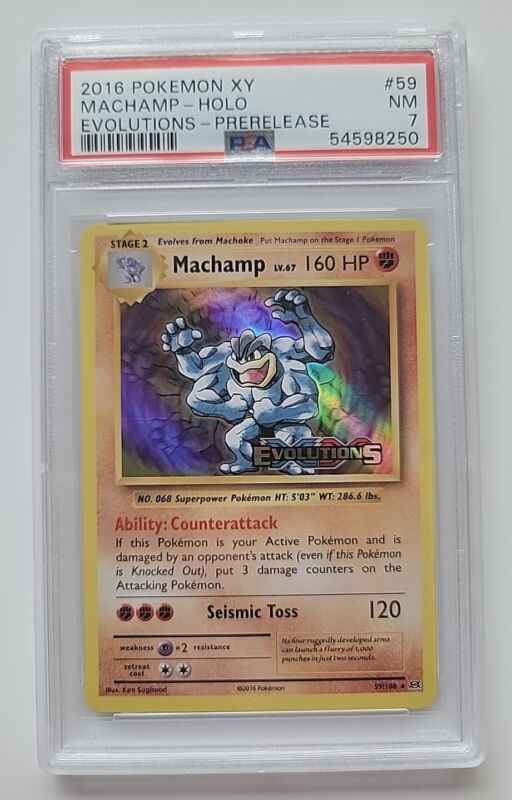 2016 POKEMON XY #59
MACHAMP-HOLO NM
EVOLUTIONS-PRERELEASE 7
PSA 54598250
STAGE 2 Evolves from Machoke Put Machamp on the Stage 1 Pokemon
Machamp LV.67 160 HP
EVOLUTIONS
NO. 068 Superpower Pokémon HT: 5'03" WT: 286.6 lbs.
Ability: Counterattack
If this Pokémon is your Active Pokémon and is
damaged by an opponent's attack (even if this Pokémon
is Knocked Out), put 3 damage counters on the
Attacking Pokémon.
Seismic Toss 120
weakness ×2 resistance
retreat
cost
Its four ruggedly developed arms
can launch a flurry of 1,000
punches in just two seconds.
Illus. Ken Sugimori ©2016 Pokémon 59/108 ★